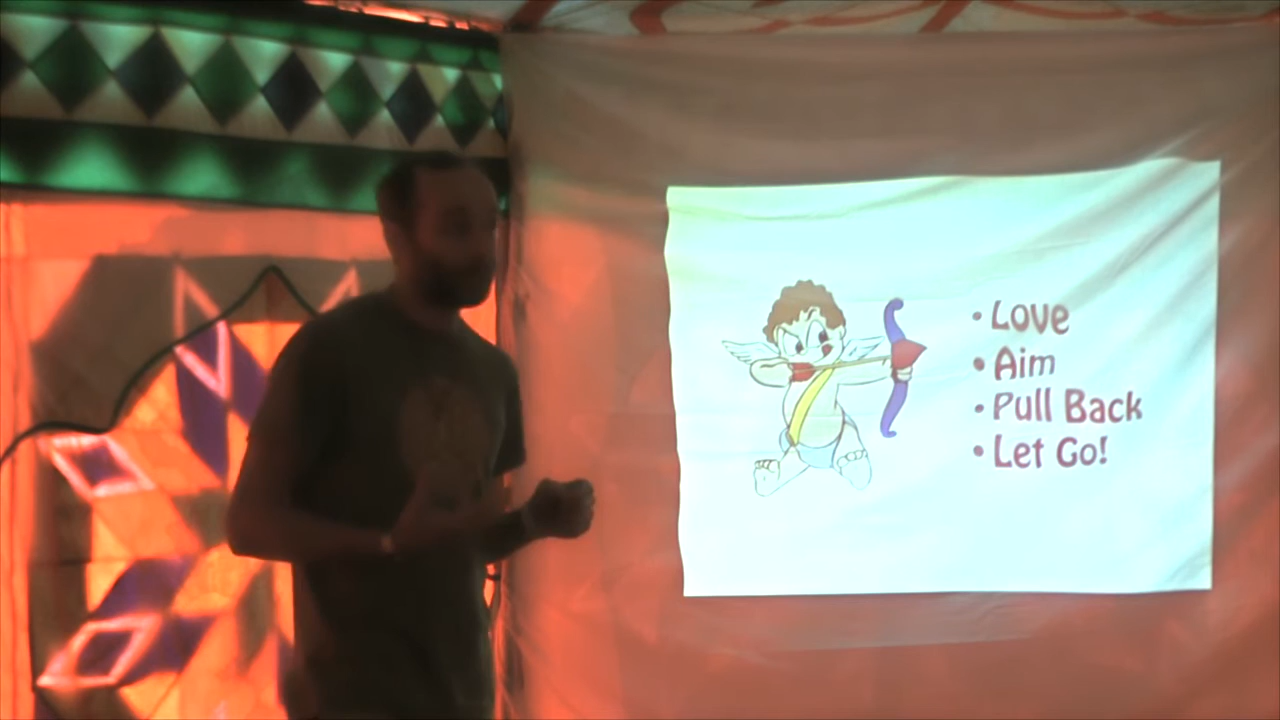 • Love
• Aim
• Pull Back
• Let Go!